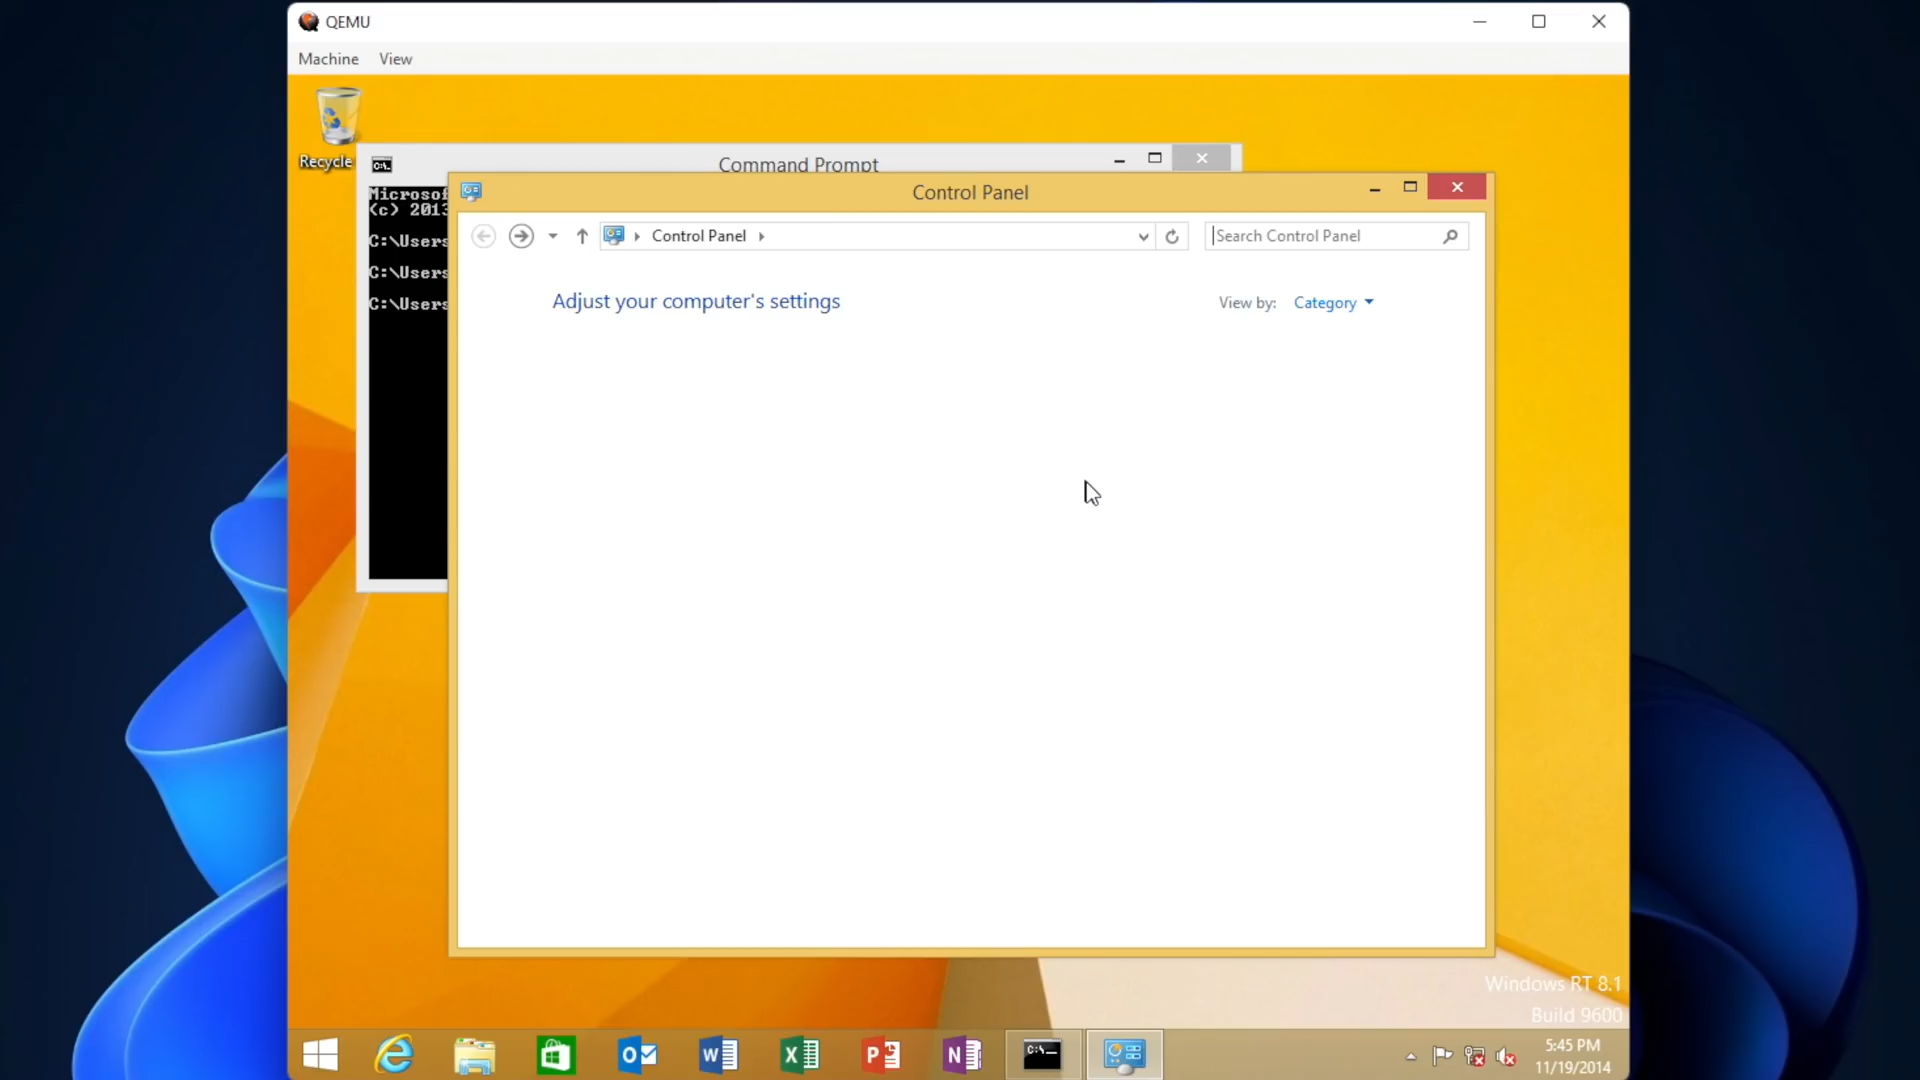 QEMU
Machine View
Recycle
Command Prompt
Microsof
(c) 2013
C:\Users
C:\Users
C:\Users
Control Panel
Control Panel
Search Control Panel
Adjust your computer's settings
View by: Category
Windows RT 8.1
Build 9600
5:45 PM
11/19/2014